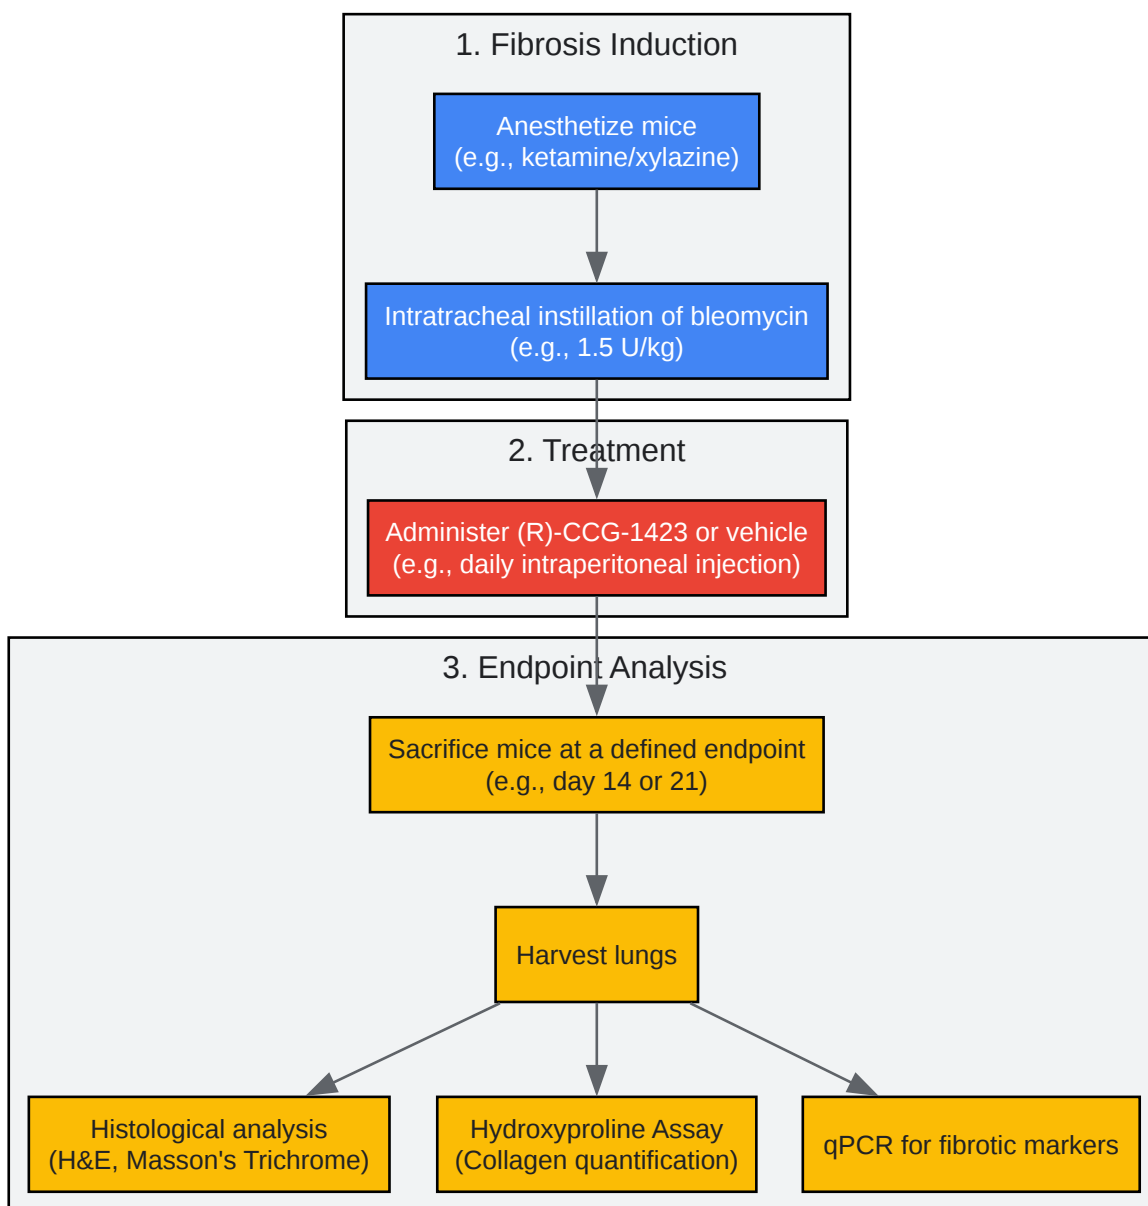 1. Fibrosis Induction
Anesthetize mice
(e.g., ketamine/xylazine)
Intratracheal instillation of bleomycin
(e.g., 1.5 U/kg)
2. Treatment
Administer (R)-CCG-1423 or vehicle
(e.g., daily intraperitoneal injection)
3. Endpoint Analysis
Sacrifice mice at a defined endpoint
(e.g., day 14 or 21)
Harvest lungs
Histological analysis
(H&E, Masson's Trichrome)
Hydroxyproline Assay
(Collagen quantification)
qPCR for fibrotic markers